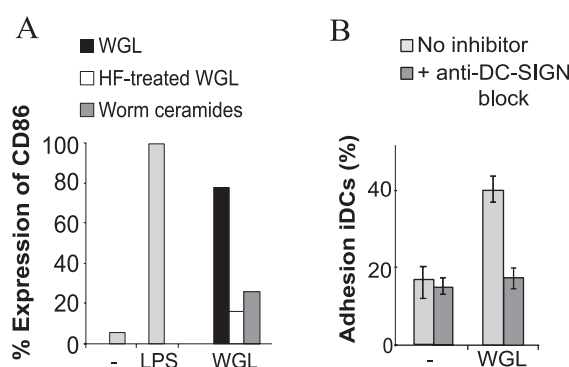 A
WGL
HF-treated WGL
Worm ceramides
% Expression of CD86
100
80
60
40
20
0
- LPS WGL
B
No inhibitor
+ anti-DC-SIGN
block
Adhesion iDCs (%)
40
20
0
- WGL